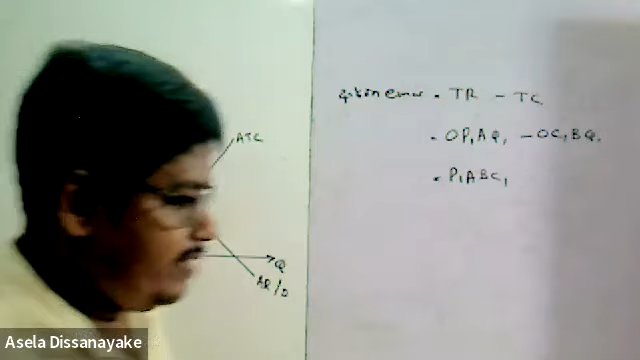 ATC
Q
AR/D
= TR - TC
= OP₁AQ₁ - OC₁BQ₁
= P₁ABC₁
Asela Dissanayake